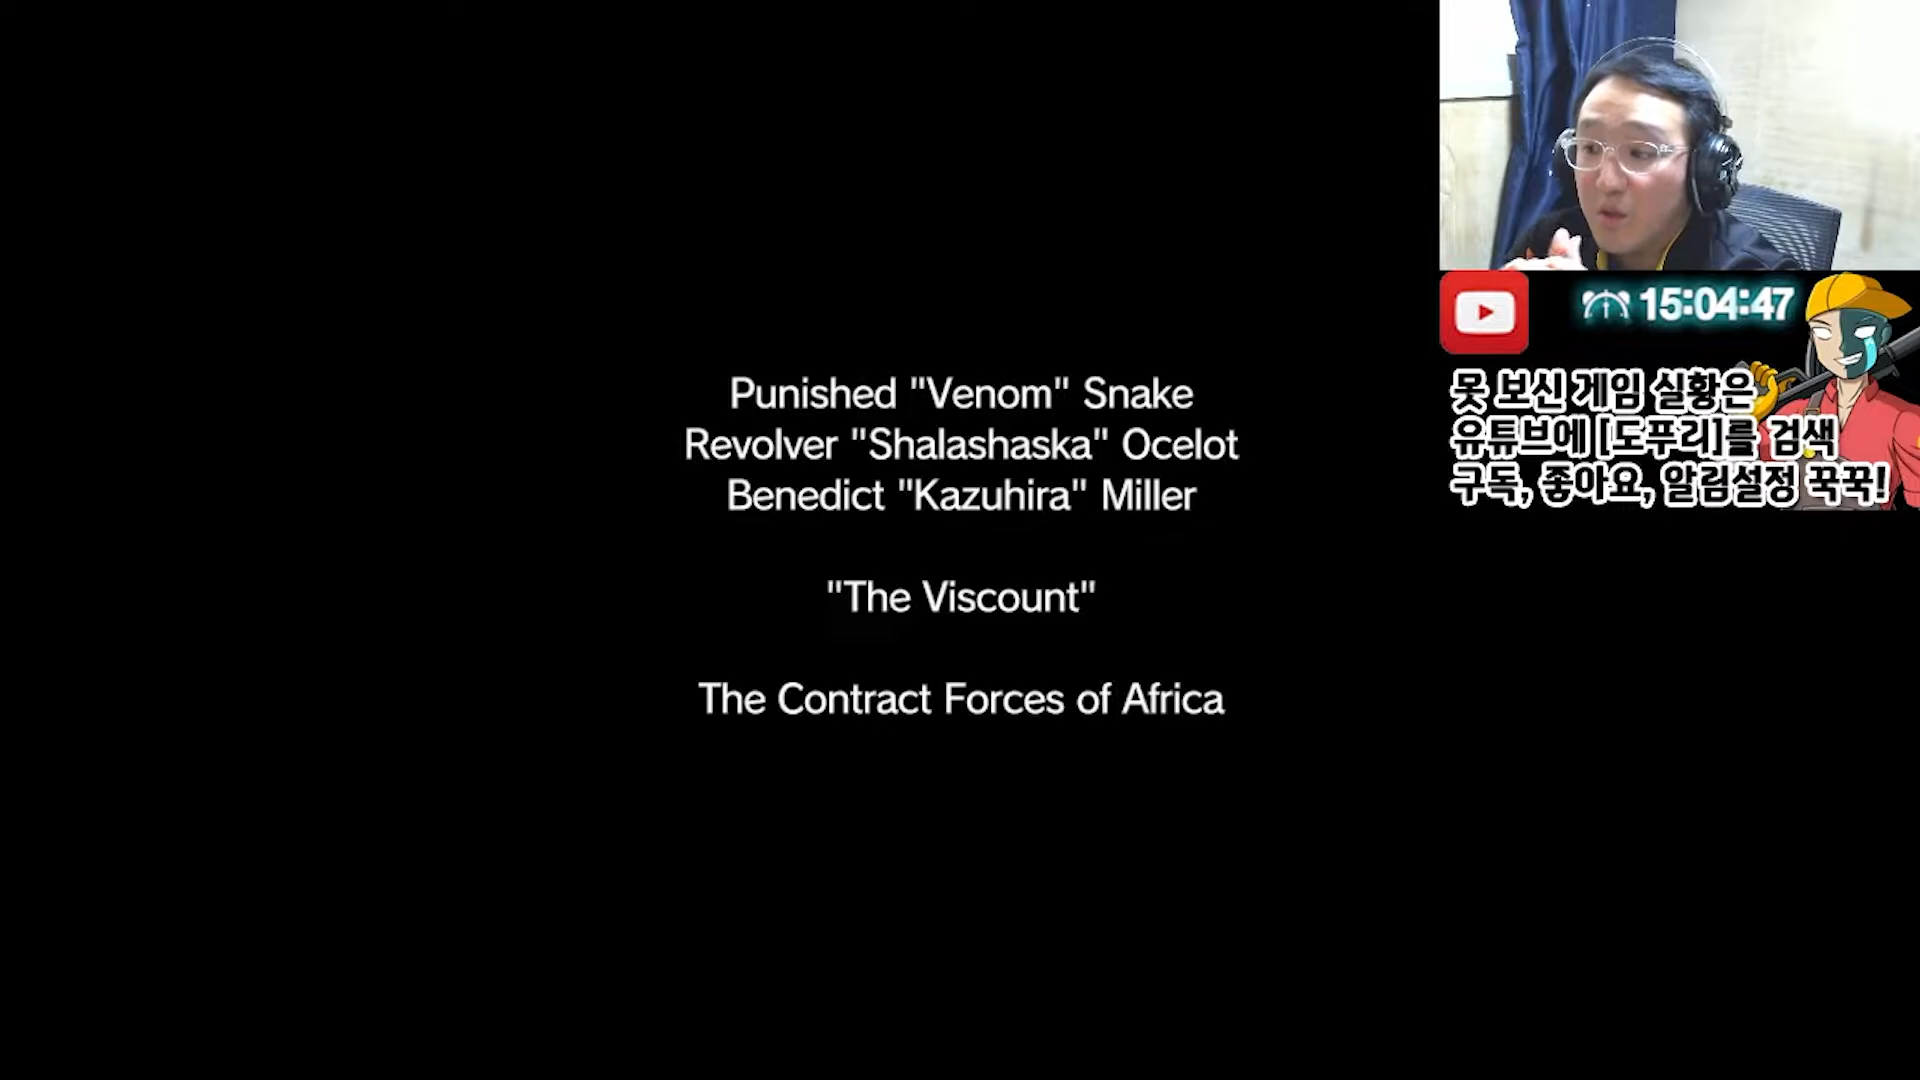 Punished "Venom" Snake
Revolver "Shalashaska" Ocelot
Benedict "Kazuhira" Miller
"The Viscount"
The Contract Forces of Africa
15:04:47
못 보신 게임 실황은
유튜브에 [도푸리]를 검색
구독, 좋아요, 알림설정 꾹꾹!